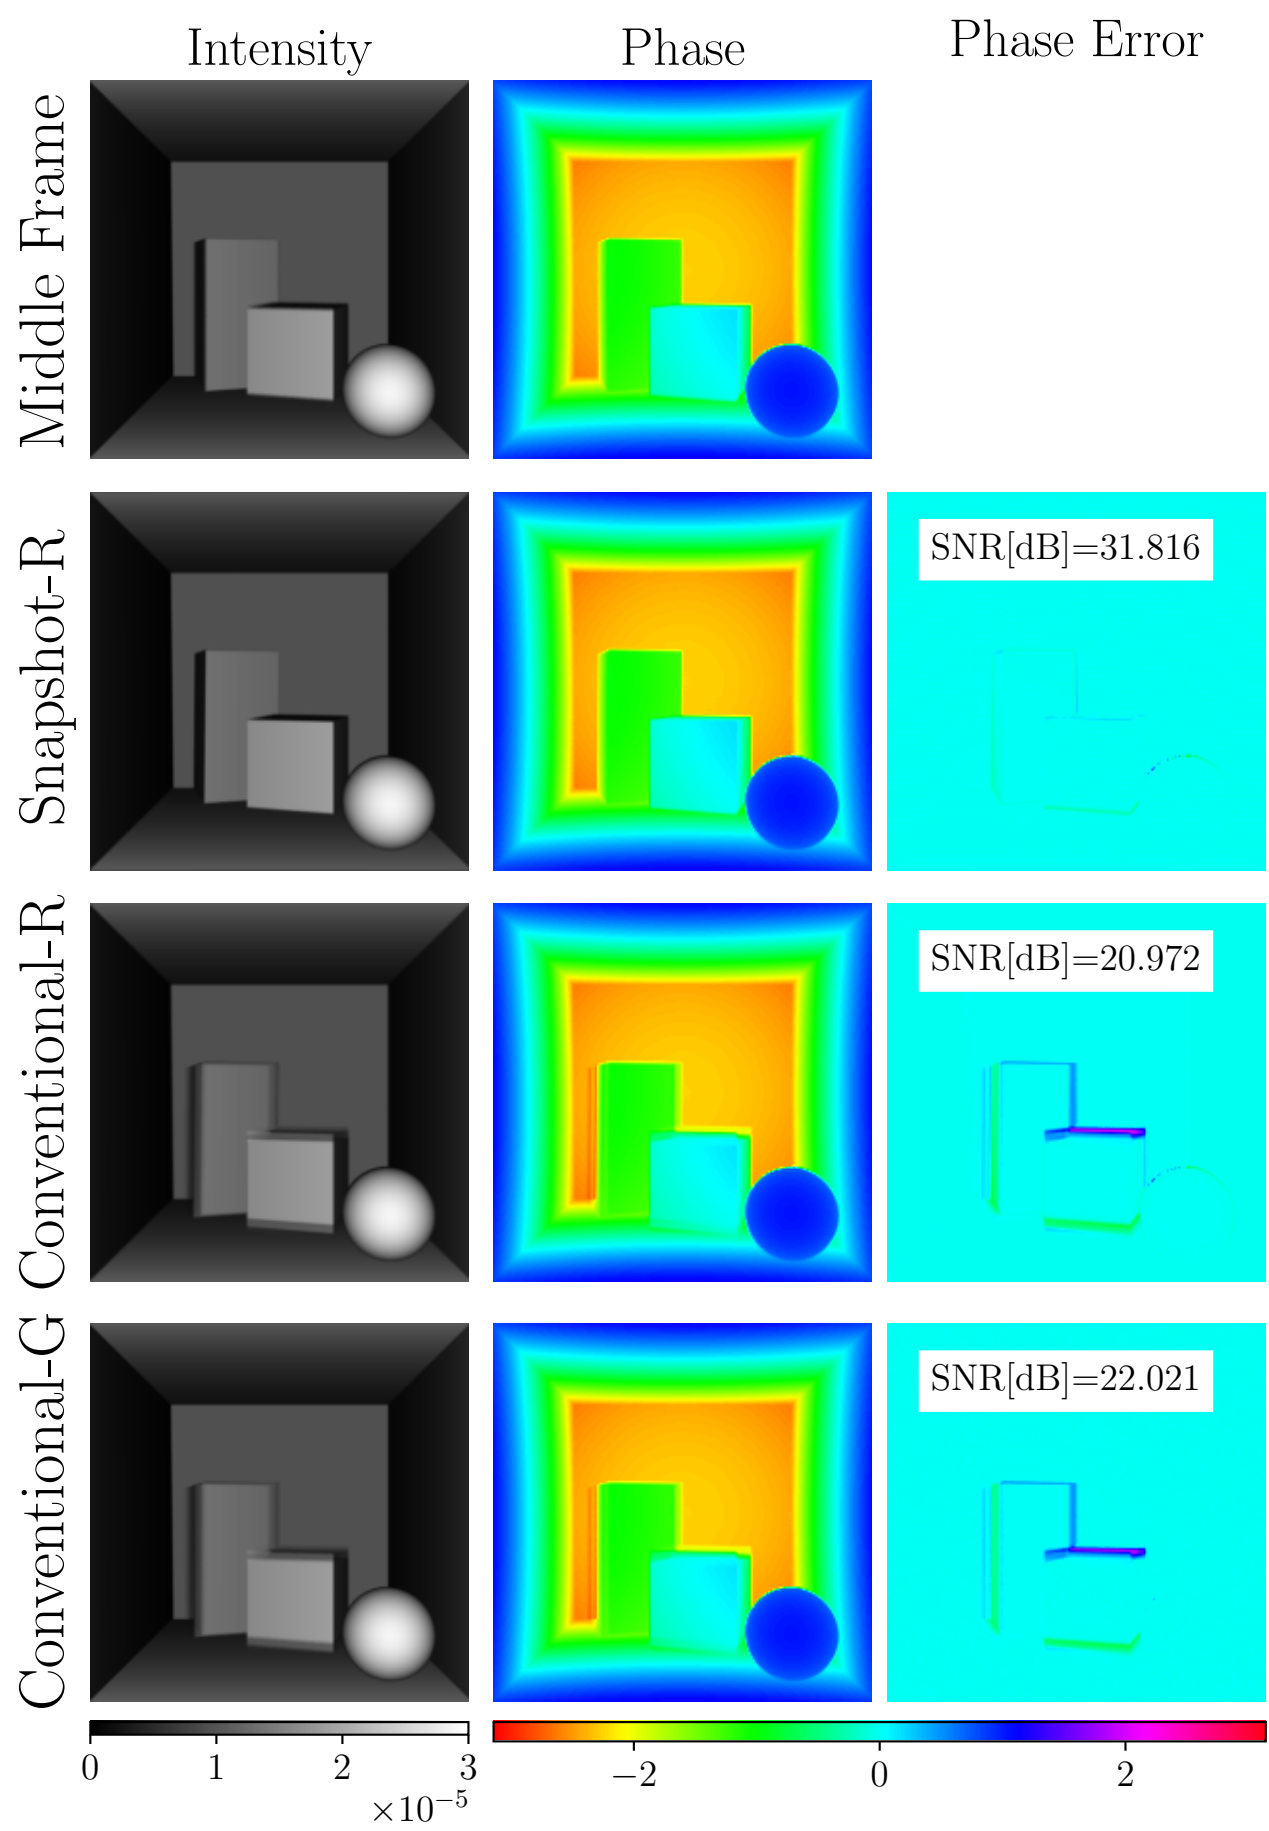 Intensity Phase Phase Error
Middle Frame
Snapshot-R
SNR[dB]=31.816
Conventional-R
SNR[dB]=20.972
Conventional-G
SNR[dB]=22.021
0 1 2 3
×10⁻⁵
−2 0 2